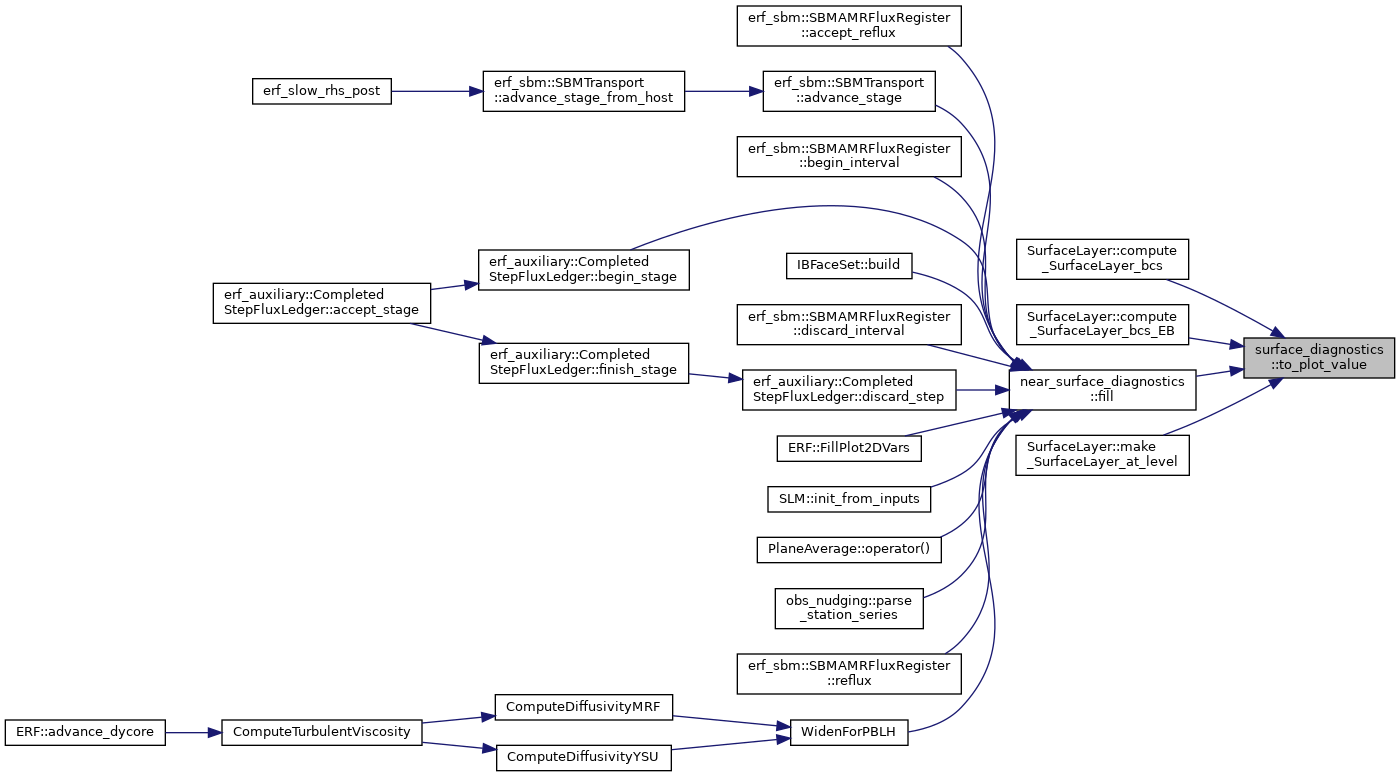 erf_sbm::SBMAMRFluxRegister
::accept_reflux
erf_slow_rhs_post
erf_sbm::SBMTransport
::advance_stage_from_host
erf_sbm::SBMTransport
::advance_stage
erf_sbm::SBMAMRFluxRegister
::begin_interval
erf_auxiliary::Completed
StepFluxLedger::begin_stage
IBFaceSet::build
SurfaceLayer::compute
_SurfaceLayer_bcs
erf_auxiliary::Completed
StepFluxLedger::accept_stage
erf_sbm::SBMAMRFluxRegister
::discard_interval
SurfaceLayer::compute
_SurfaceLayer_bcs_EB
surface_diagnostics
::to_plot_value
erf_auxiliary::Completed
StepFluxLedger::finish_stage
erf_auxiliary::Completed
StepFluxLedger::discard_step
near_surface_diagnostics
::fill
ERF::FillPlot2DVars
SurfaceLayer::make
_SurfaceLayer_at_level
SLM::init_from_inputs
PlaneAverage::operator()
obs_nudging::parse
_station_series
erf_sbm::SBMAMRFluxRegister
::reflux
ComputeDiffusivityMRF
ERF::advance_dycore
ComputeTurbulentViscosity
WidenForPBLH
ComputeDiffusivityYSU